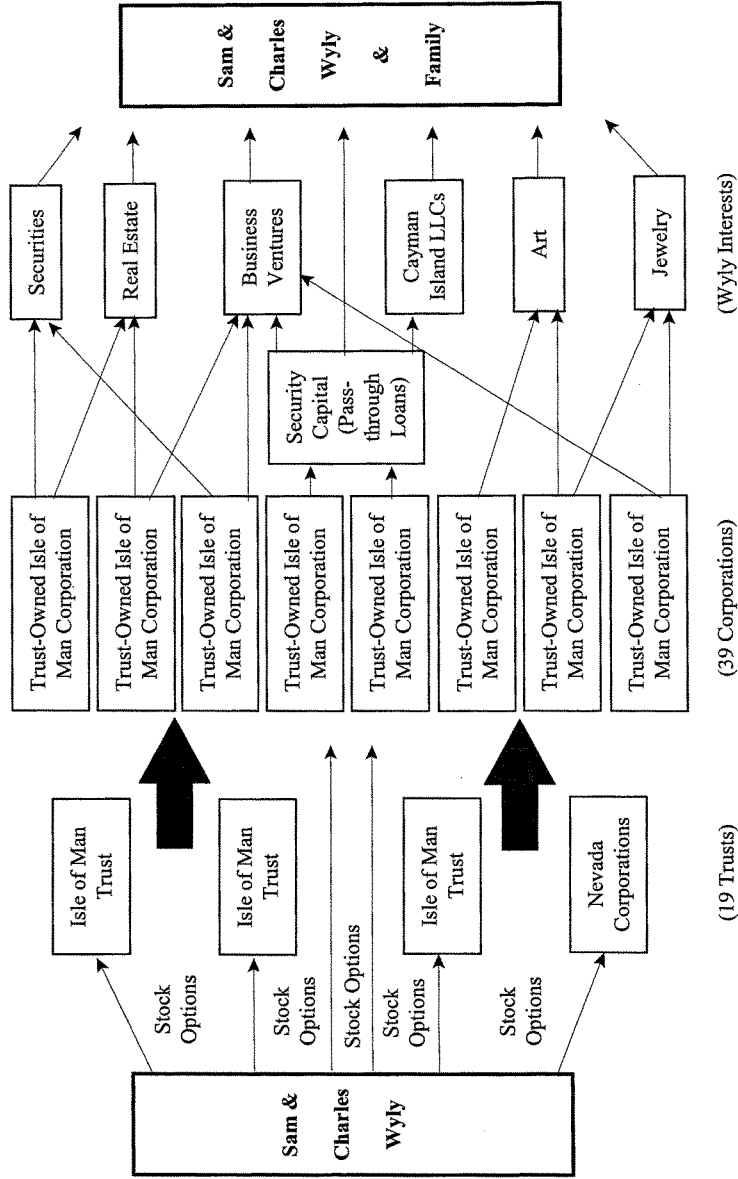 Sam &
Charles
Wyly
Stock
Options
Stock
Options
Stock Options
Stock
Options
Stock
Options
Isle of Man
Trust
Isle of Man
Trust
Isle of Man
Trust
Nevada
Corporations
(19 Trusts)
Trust-Owned Isle of
Man Corporation
Trust-Owned Isle of
Man Corporation
Trust-Owned Isle of
Man Corporation
Trust-Owned Isle of
Man Corporation
Trust-Owned Isle of
Man Corporation
Trust-Owned Isle of
Man Corporation
Trust-Owned Isle of
Man Corporation
Trust-Owned Isle of
Man Corporation
(39 Corporations)
Security
Capital
(Pass-
through
Loans)
Securities
Real Estate
Business
Ventures
Cayman
Island LLCs
Art
Jewelry
(Wyly Interests)
Sam &
Charles
Wyly
&
Family